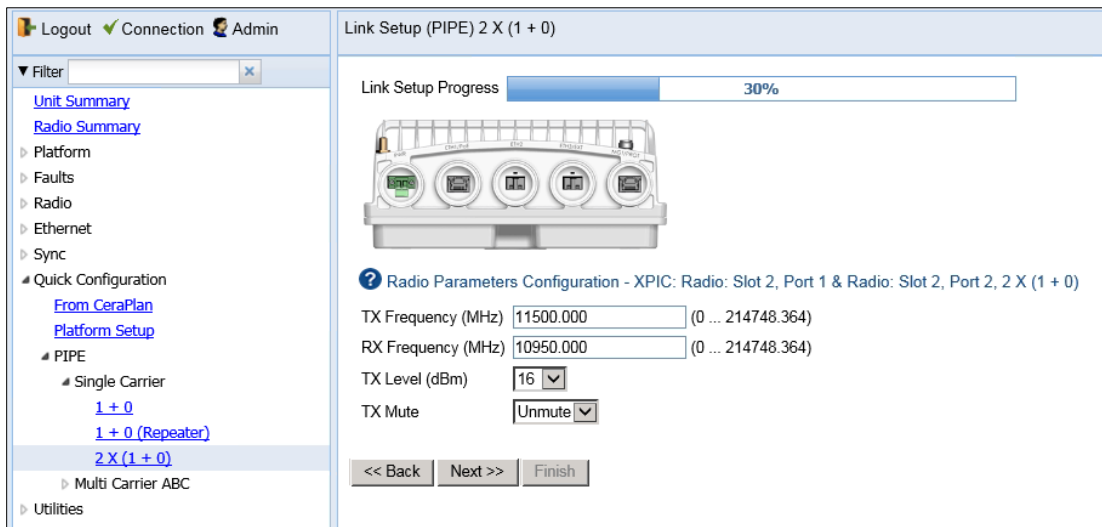 Logout Connection Admin
Filter
Unit Summary
Radio Summary
Platform
Faults
Radio
Ethernet
Sync
Quick Configuration
From CeraPlan
Platform Setup
PIPE
Single Carrier
1 + 0
1 + 0 (Repeater)
2 X (1 + 0)
Multi Carrier ABC
Utilities
Link Setup (PIPE) 2 X (1 + 0)
Link Setup Progress 30%
PWR ETH2
? Radio Parameters Configuration - XPIC: Radio: Slot 2, Port 1 & Radio: Slot 2, Port 2, 2 X (1 + 0)
TX Frequency (MHz) 11500.000 (0 ... 214748.364)
RX Frequency (MHz) 10950.000 (0 ... 214748.364)
TX Level (dBm) 16
TX Mute Unmute
<< Back Next >> Finish